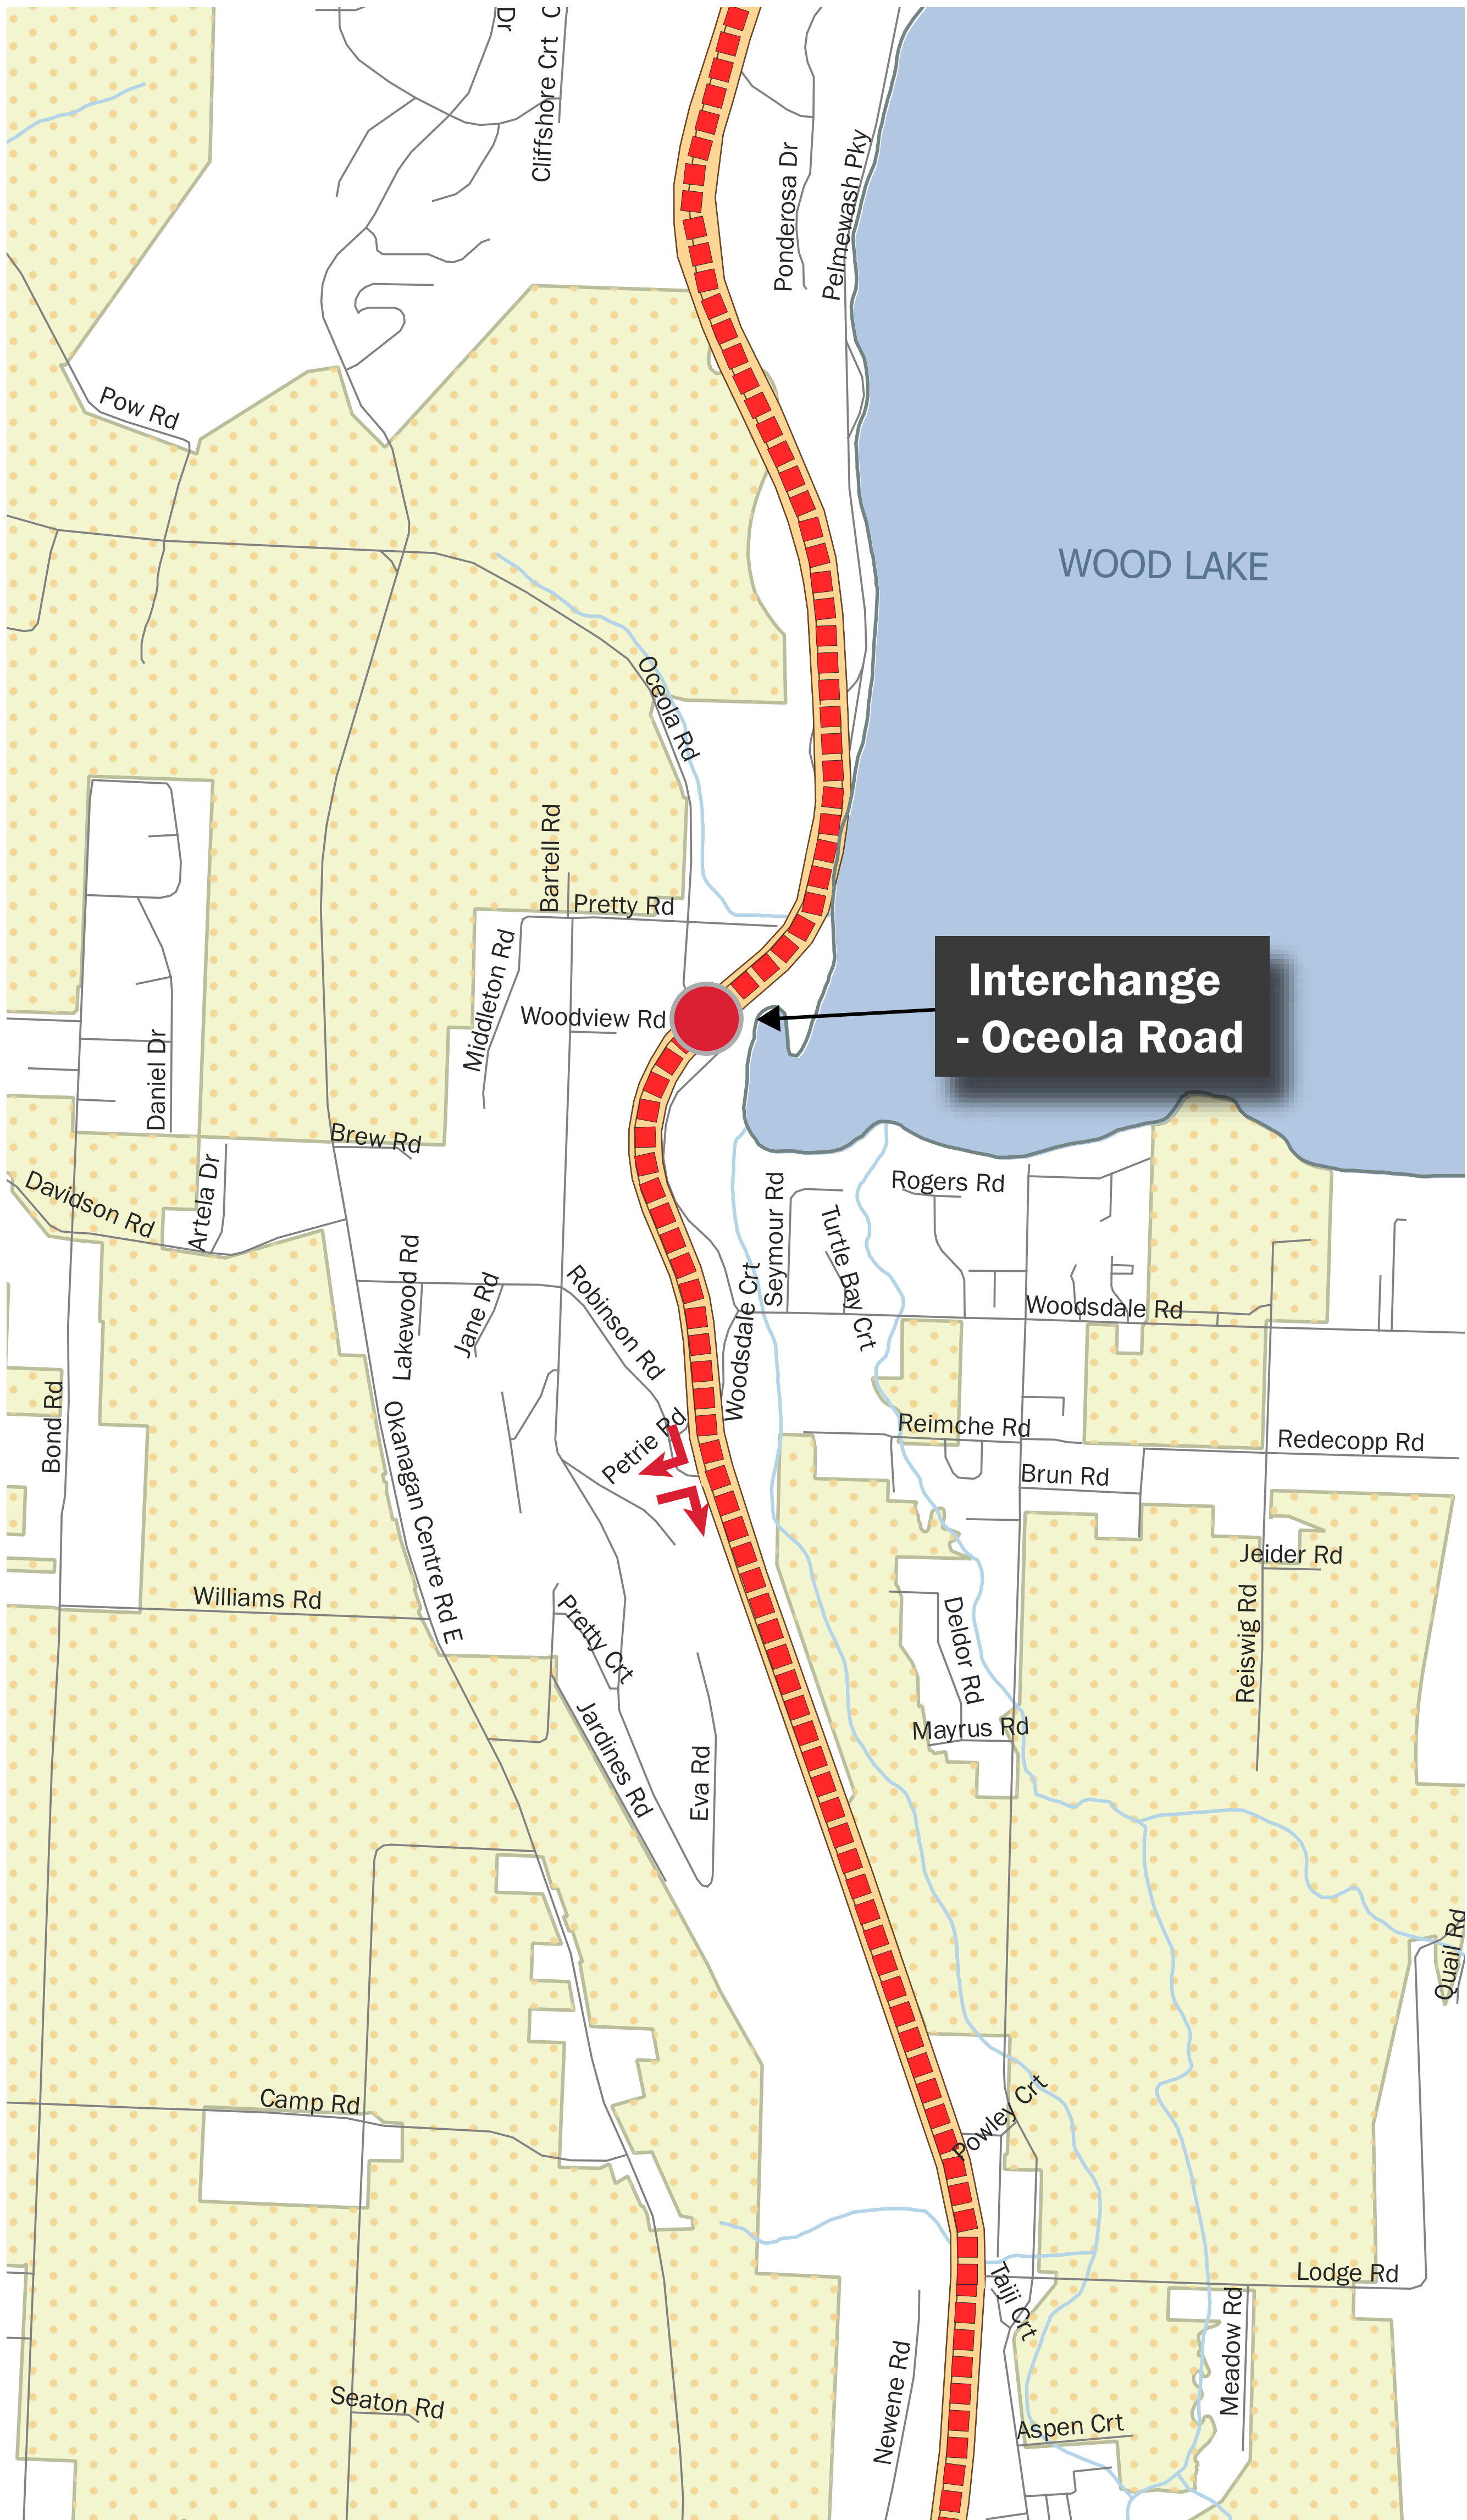 Dr
Cliffshore Crt
C
Ponderosa Dr
Pelmewash Pky
Pow Rd
WOOD LAKE
Oceola Rd
Bartell Rd
Pretty Rd
Middleton Rd
Woodview Rd
Interchange
- Oceola Road
Daniel Dr
Brew Rd
Davidson Rd
Artela Dr
Rogers Rd
Seymour Rd
Turtle Bay Crt
Lakewood Rd
Jane Rd
Robinson Rd
Woodsdale Crt
Woodsdale Rd
Bond Rd
Okanagan Centre Rd E
Petrie Rd
Reimche Rd
Redecopp Rd
Brun Rd
Jeider Rd
Williams Rd
Pretty Crt
Deldor Rd
Reiswig Rd
Mayrus Rd
Jardines Rd
Eva Rd
Quail Rd
Camp Rd
Powley Crt
Lodge Rd
Taiji Crt
Meadow Rd
Newene Rd
Seaton Rd
Aspen Crt